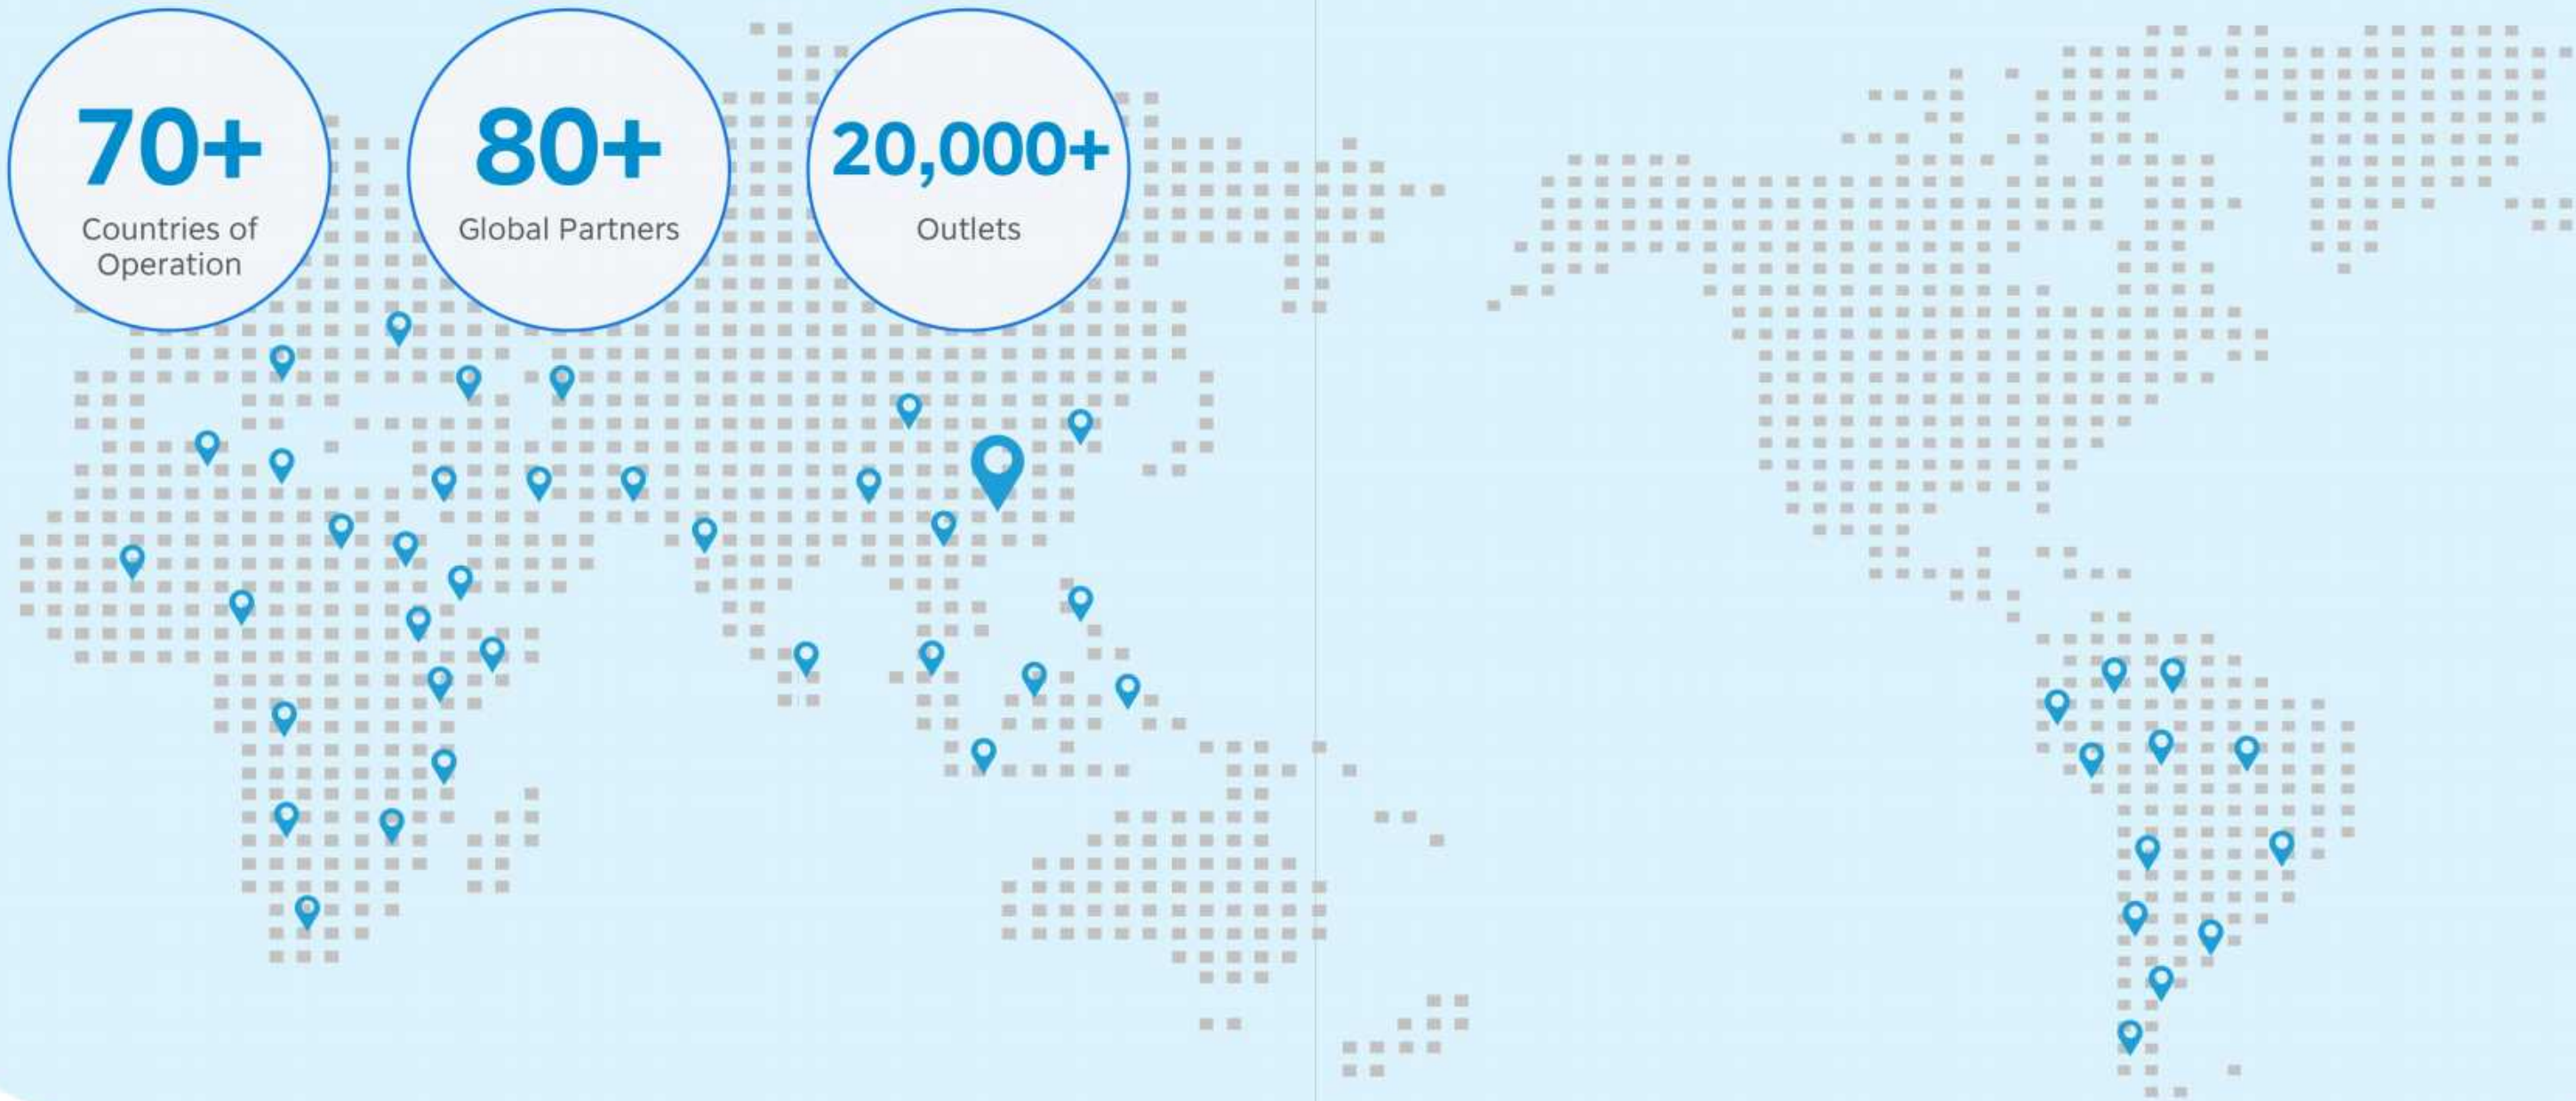 70+
Countries of
Operation
80+
Global Partners
20,000+
Outlets